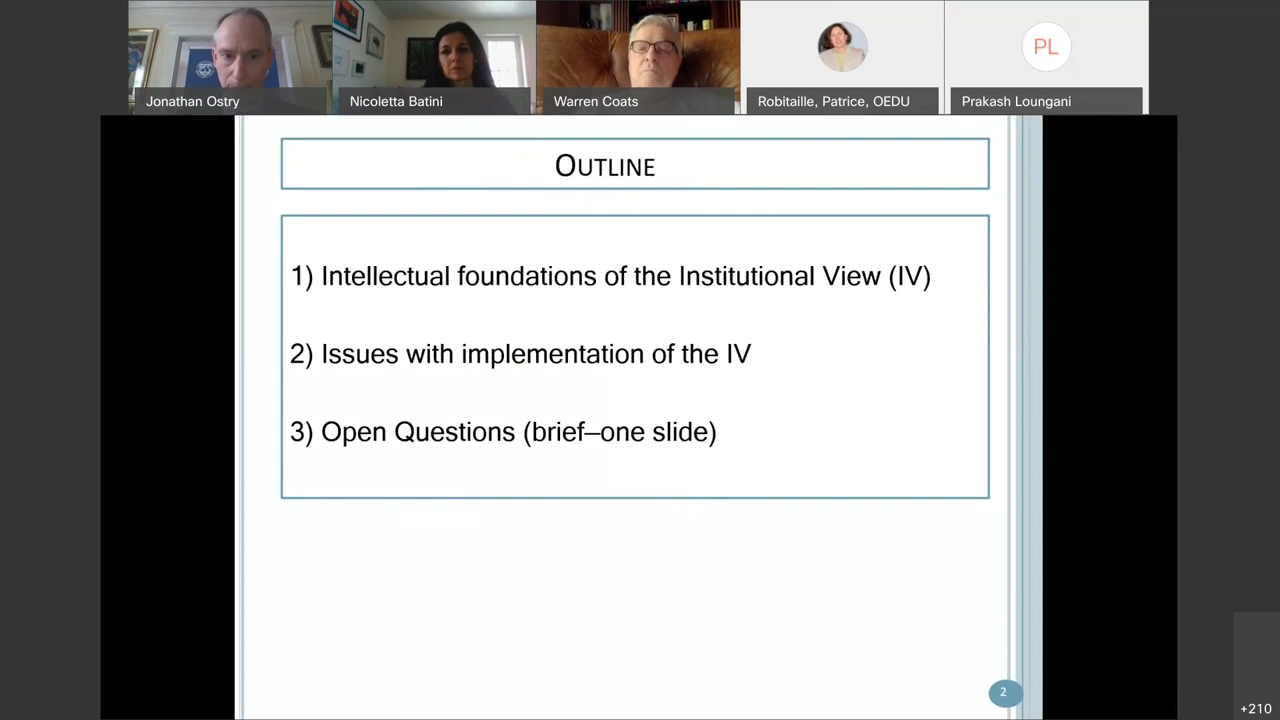 PL
Jonathan Ostry
Nicoletta Batini
Warren Coats
Robitaille, Patrice, OEDU
Prakash Loungani
OUTLINE
1) Intellectual foundations of the Institutional View (IV)
2) Issues with implementation of the IV
3) Open Questions (brief–one slide)
2
+210